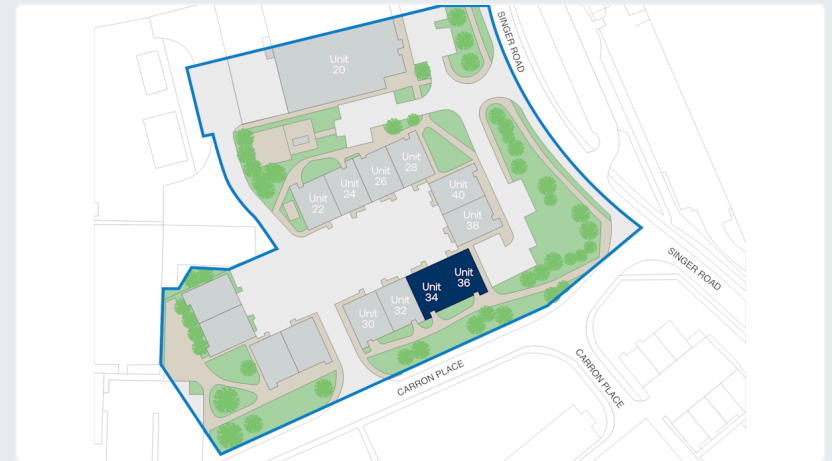 SINGER ROAD
Unit
20
Unit
28
Unit
26
Unit
24
Unit
22
Unit
40
Unit
38
Unit
36
Unit
34
Unit
32
Unit
30
SINGER ROAD
CARRON PLACE
CARRON PLACE